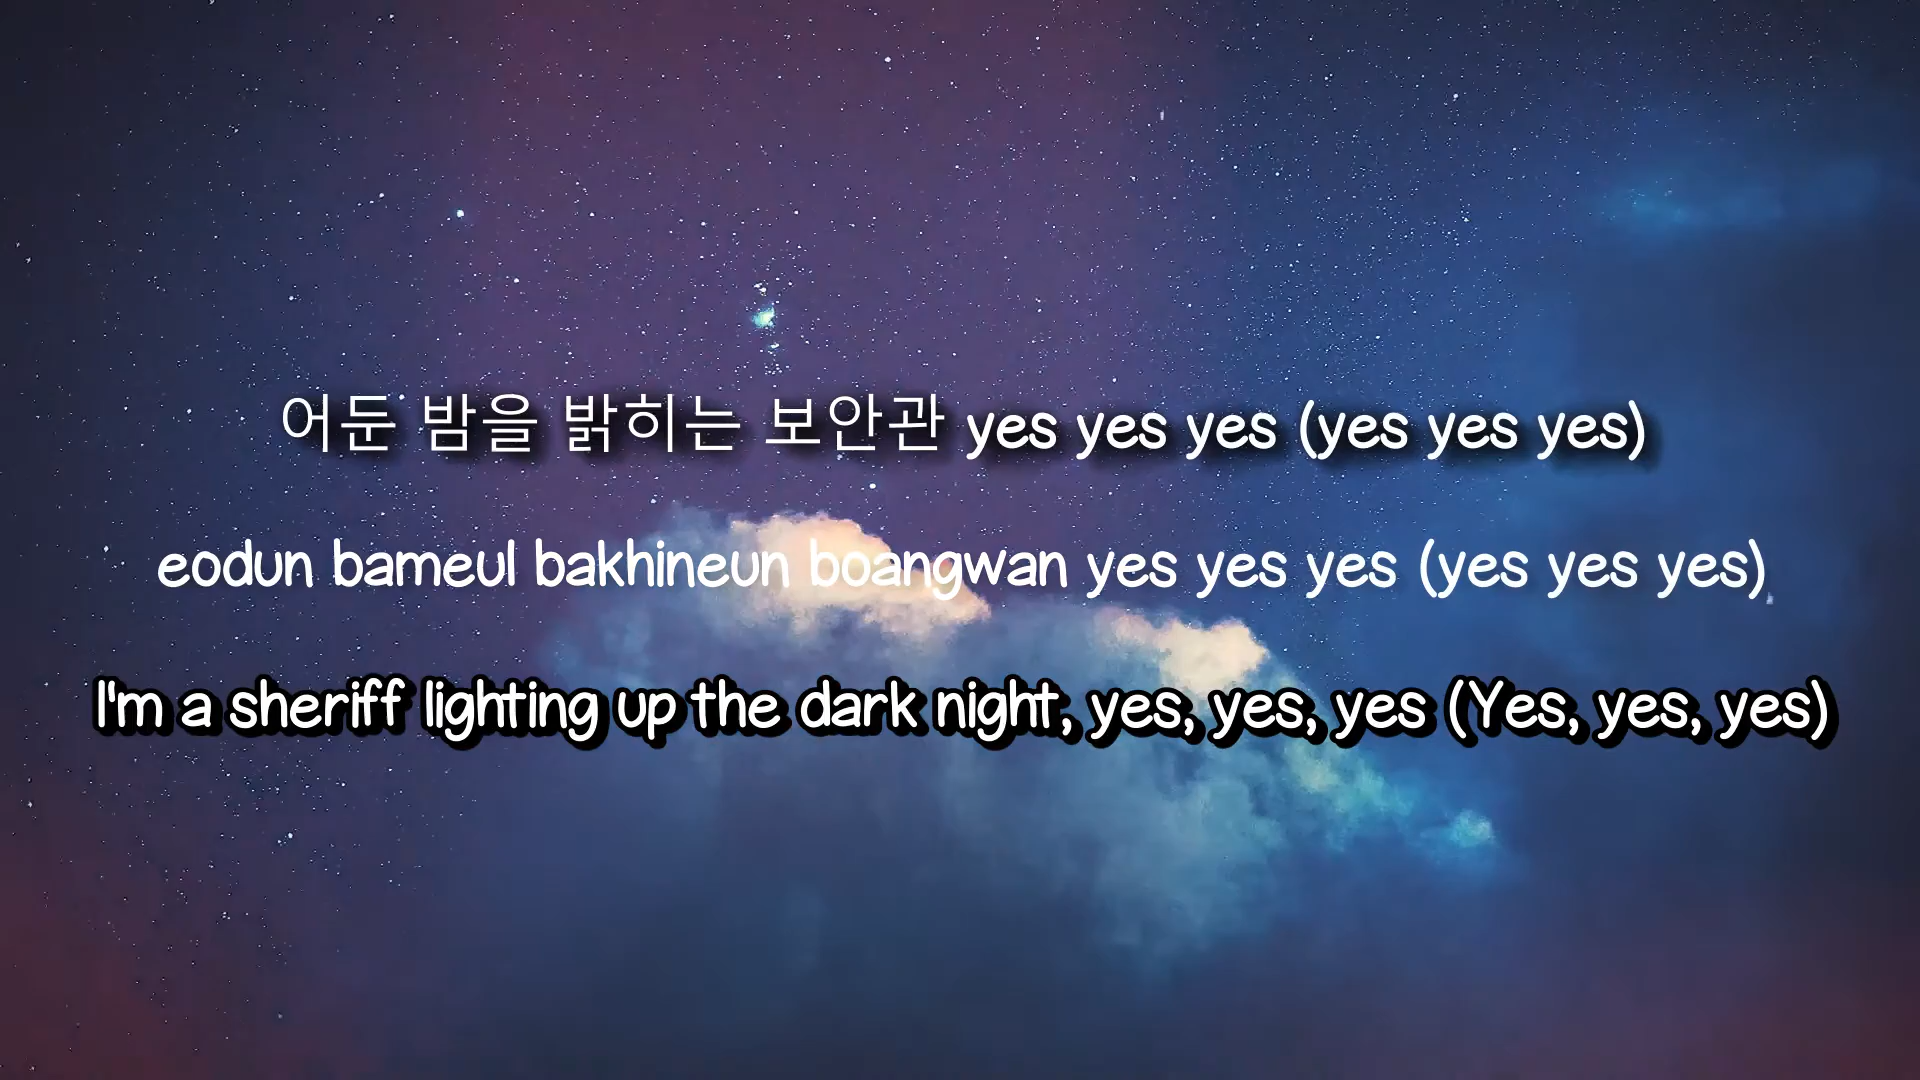 어둔 밤을 밝히는 보안관 yes yes yes (yes yes yes)
eodun bameul bakhineun boangwan yes yes yes (yes yes yes)
I'm a sheriff lighting up the dark night, yes, yes, yes (Yes, yes, yes)